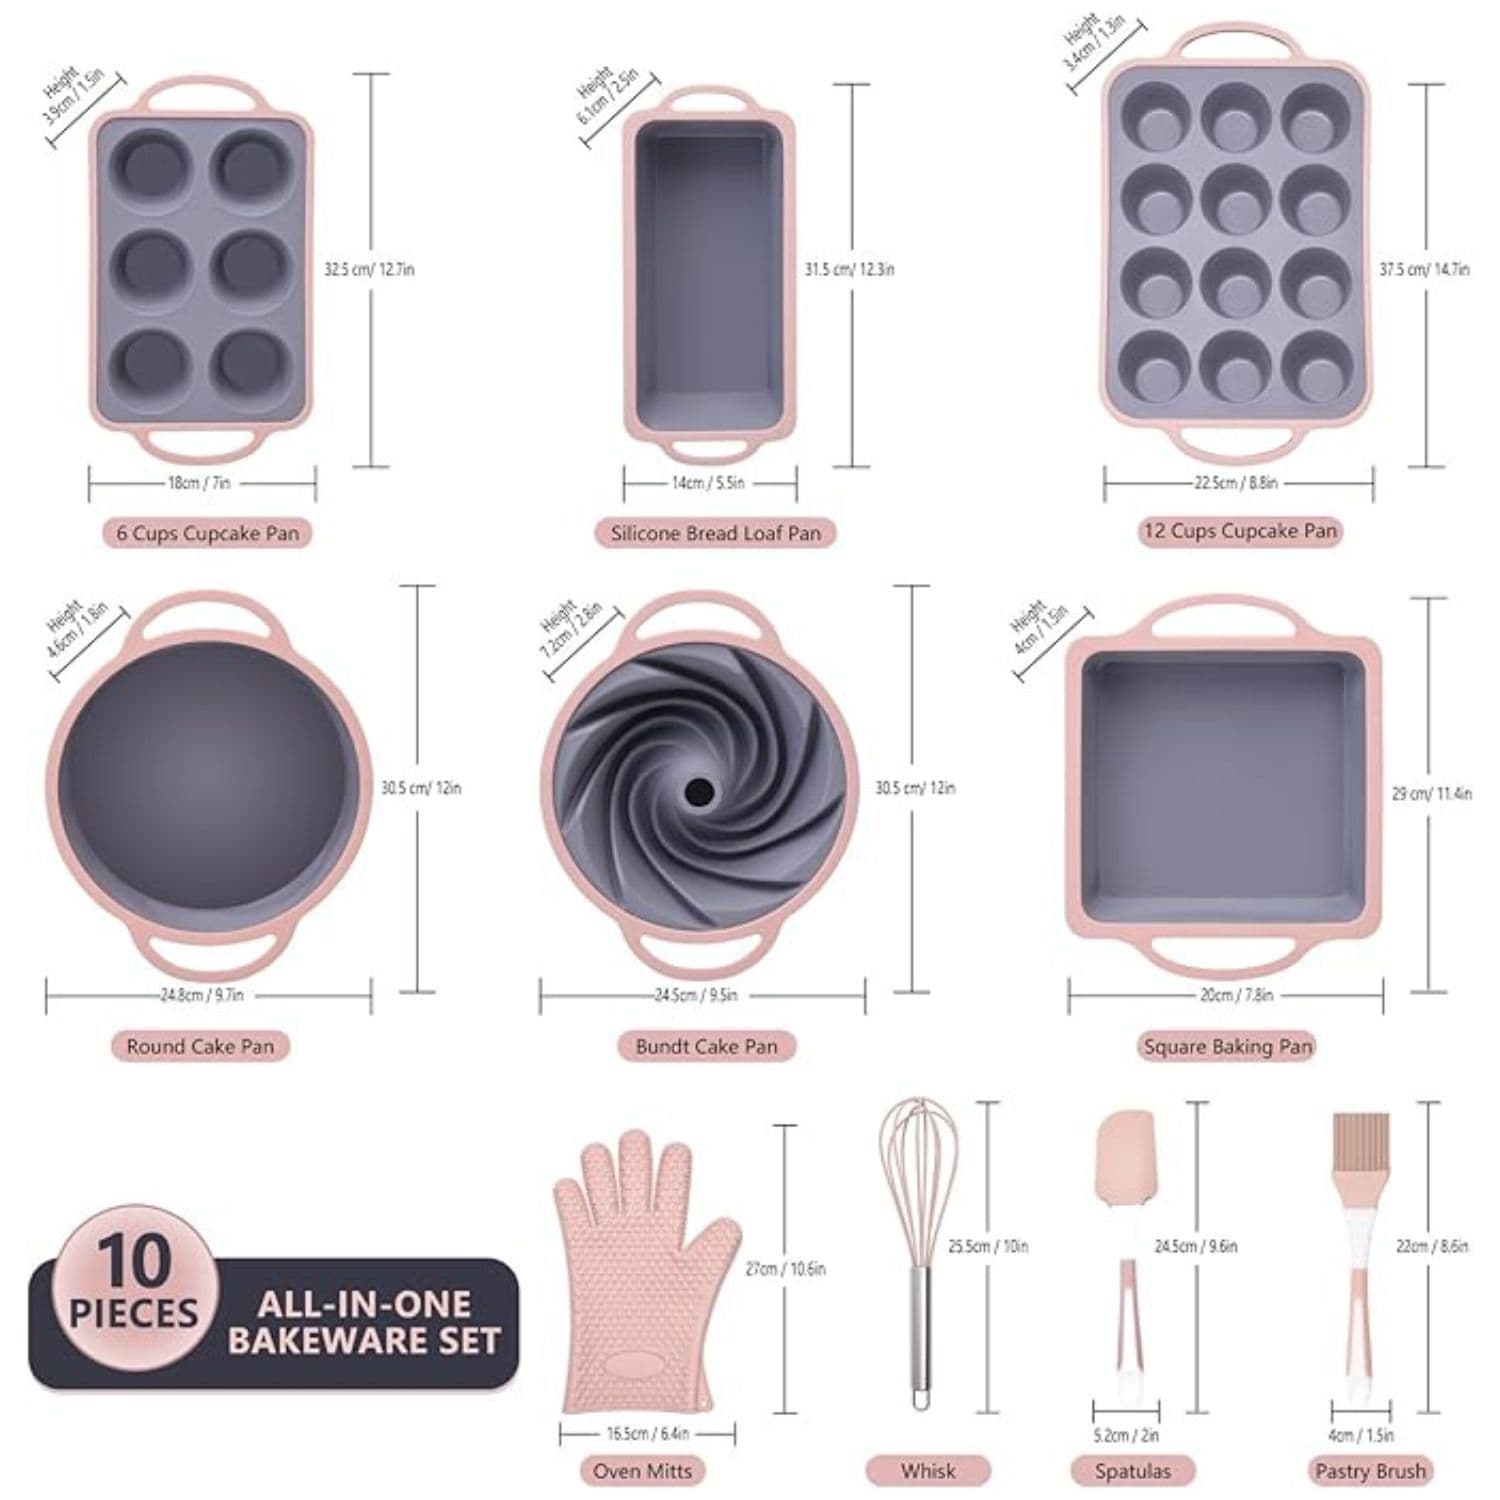 Height
3.9cm / 1.5in
32.5 cm/ 12.7in
18cm / 7in
6 Cups Cupcake Pan
Height
6.1cm / 2.5in
31.5 cm/ 12.3in
14cm / 5.5in
Silicone Bread Loaf Pan
Height
3.4cm / 1.3in
37.5 cm/ 14.7in
22.5cm / 8.8in
12 Cups Cupcake Pan
Height
4.6cm / 1.8in
30.5 cm/ 12in
24.8cm / 9.7in
Round Cake Pan
Height
7.2cm / 2.8in
30.5 cm/ 12in
24.5cm / 9.5in
Bundt Cake Pan
Height
4cm / 1.5in
29 cm/ 11.4in
20cm / 7.8in
Square Baking Pan
10
PIECES
ALL-IN-ONE
BAKEWARE SET
27cm / 10.6in
16.5cm / 6.4in
Oven Mitts
25.5cm / 10in
Whisk
24.5cm / 9.6in
5.2cm / 2in
Spatulas
22cm / 8.6in
4cm / 1.5in
Pastry Brush